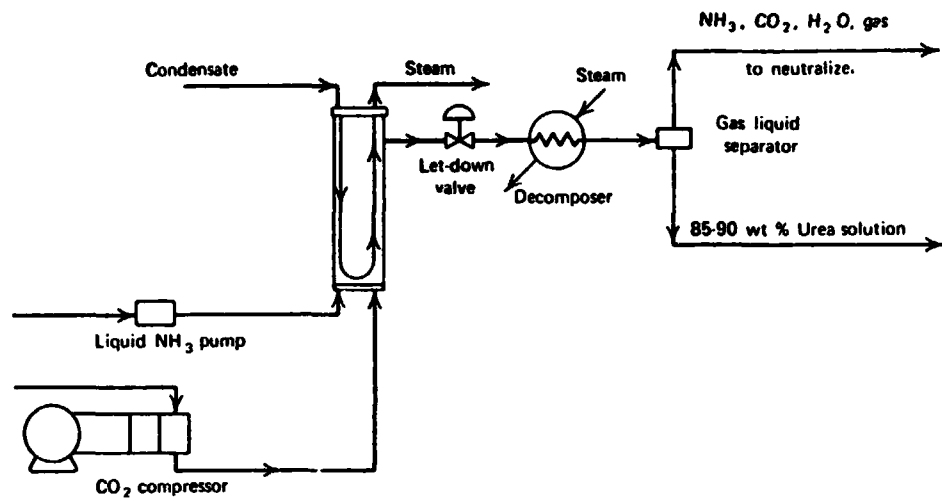 NH₃, CO₂, H₂O, gas
to neutralize.
Condensate
Steam
Steam
Gas liquid
separator
Let-down
valve
Decomposer
85-90 wt % Urea solution
Liquid NH₃ pump
CO₂ compressor